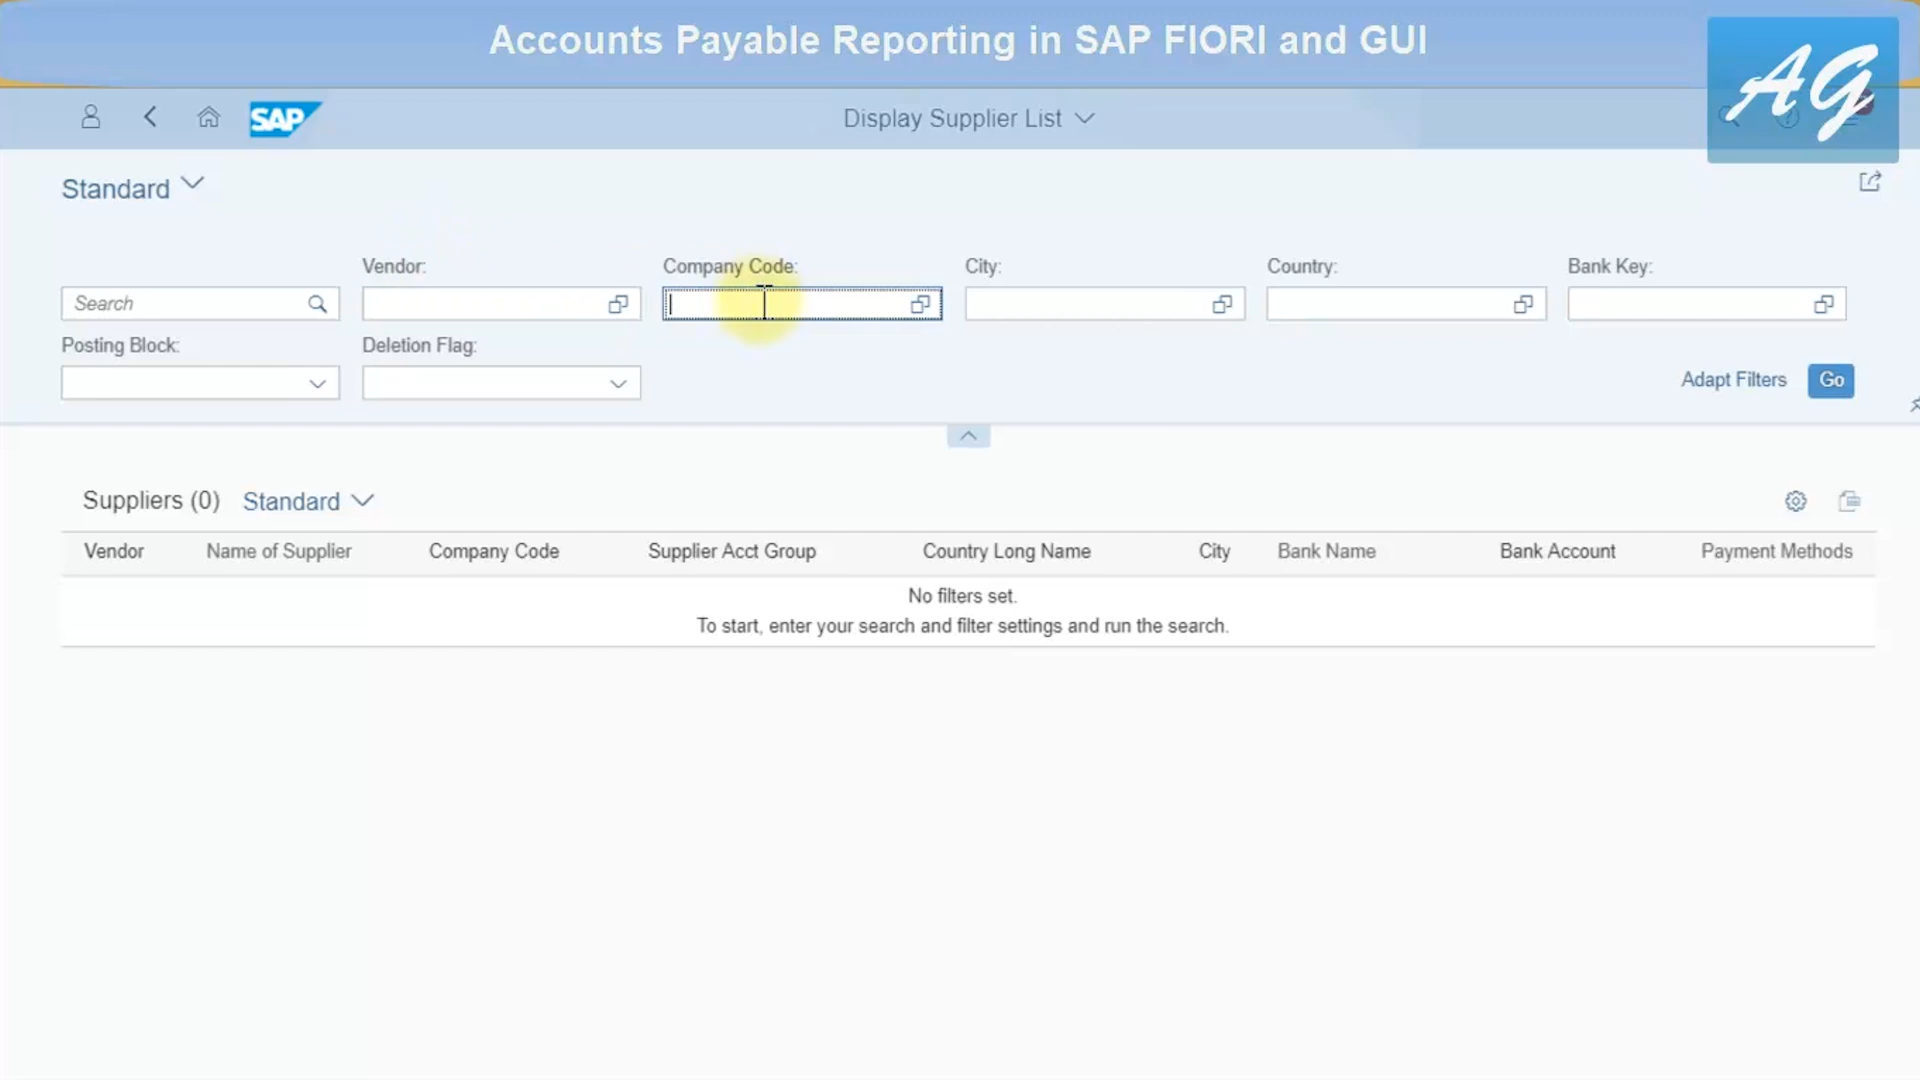 Accounts Payable Reporting in SAP FIORI and GUI
AG
SAP
Display Supplier List
Standard
Vendor:
Company Code:
City:
Country:
Bank Key:
Search
Posting Block:
Deletion Flag:
Adapt Filters
Go
Suppliers (0)
Standard
Vendor
Name of Supplier
Company Code
Supplier Acct Group
Country Long Name
City
Bank Name
Bank Account
Payment Methods
No filters set.
To start, enter your search and filter settings and run the search.